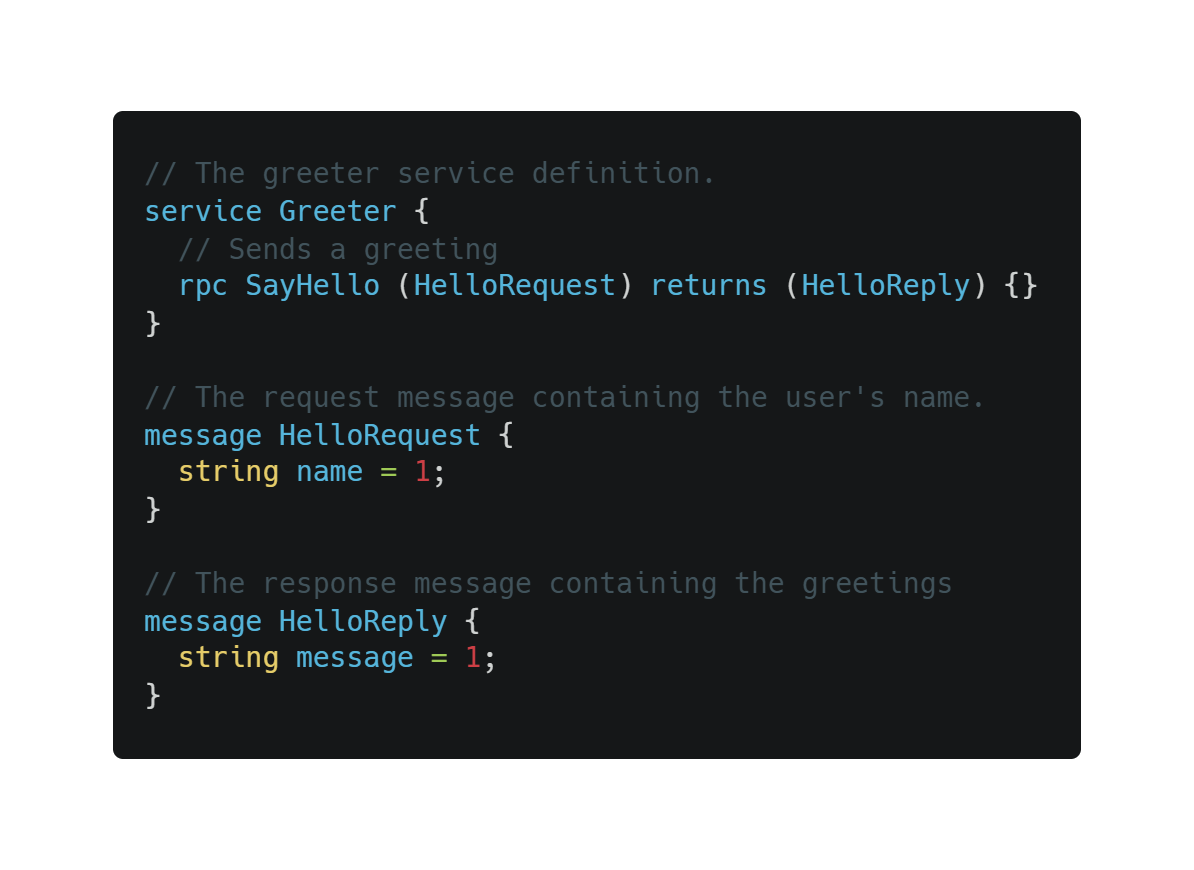 // The greeter service definition.
service Greeter {
  // Sends a greeting
  rpc SayHello (HelloRequest) returns (HelloReply) {}
}

// The request message containing the user's name.
message HelloRequest {
  string name = 1;
}

// The response message containing the greetings
message HelloReply {
  string message = 1;
}